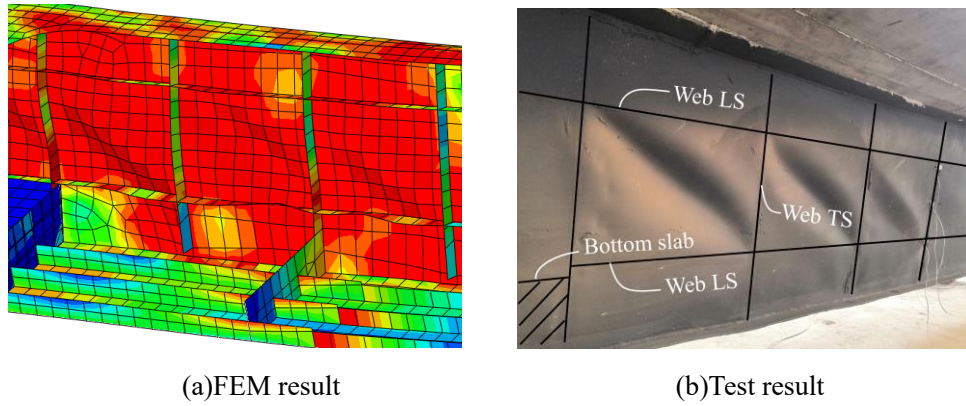 Web LS
Web TS
Bottom slab
Web LS
(a)FEM result
(b)Test result